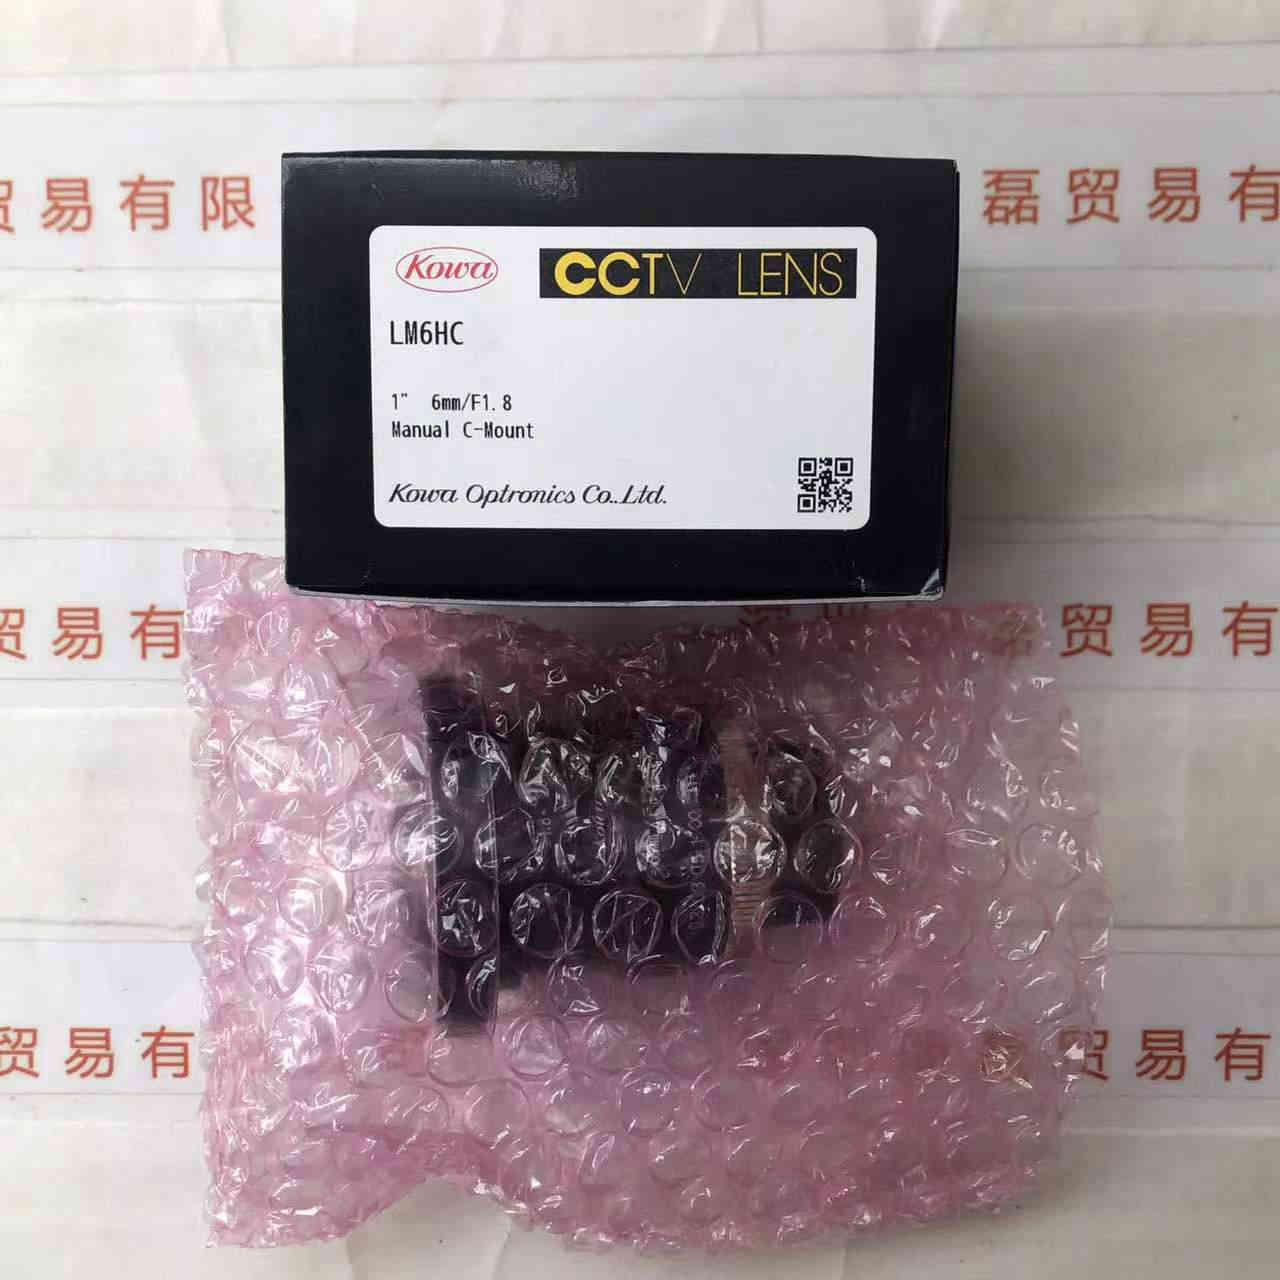 贸易有限
磊贸易有
Kowa
CCTV LENS
LM6HC
1" 6mm/F1.8
Manual C-Mount
Kowa Optronics Co.,Ltd.
贸易有
磊贸易有
贸易有
贸易有